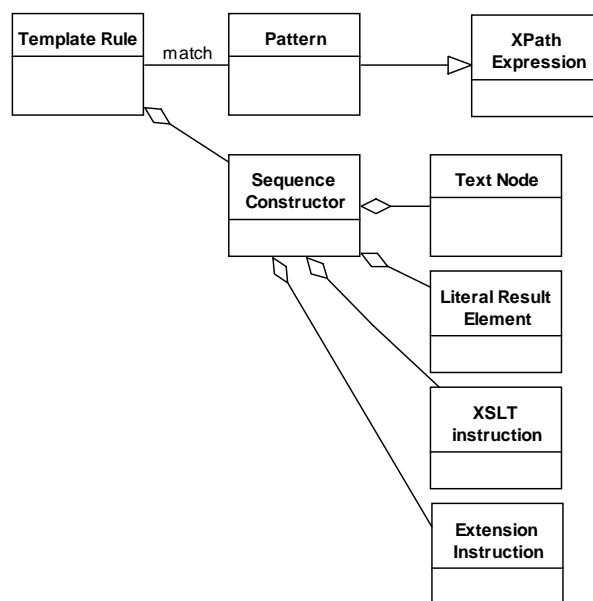 Template Rule
match
Pattern
XPath
Expression
Sequence
Constructor
Text Node
Literal Result
Element
XSLT
instruction
Extension
Instruction